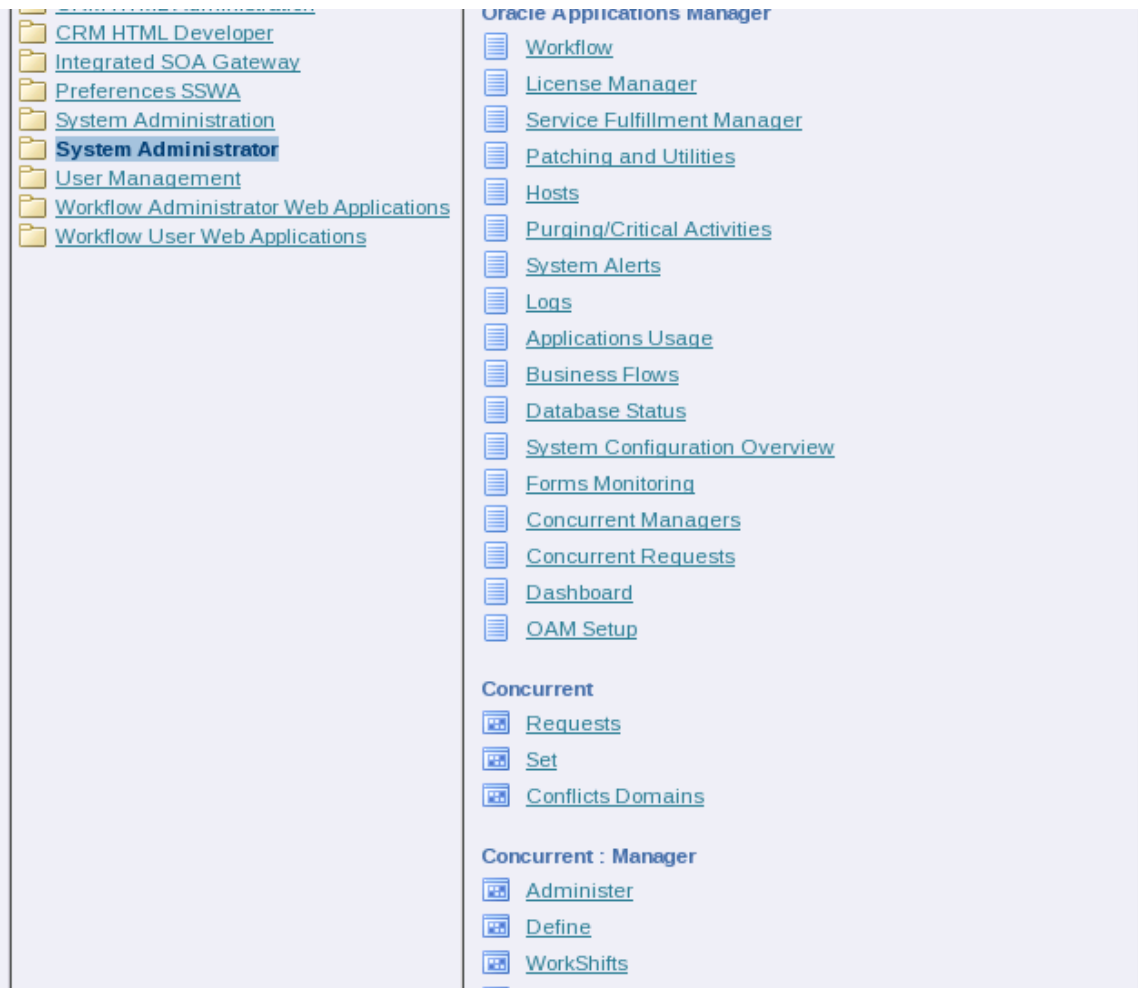 CRM HTML Administration
CRM HTML Developer
Integrated SOA Gateway
Preferences SSWA
System Administration
System Administrator
User Management
Workflow Administrator Web Applications
Workflow User Web Applications
Oracle Applications Manager
Workflow
License Manager
Service Fulfillment Manager
Patching and Utilities
Hosts
Purging/Critical Activities
System Alerts
Logs
Applications Usage
Business Flows
Database Status
System Configuration Overview
Forms Monitoring
Concurrent Managers
Concurrent Requests
Dashboard
OAM Setup
Concurrent
Requests
Set
Conflicts Domains
Concurrent : Manager
Administer
Define
WorkShifts